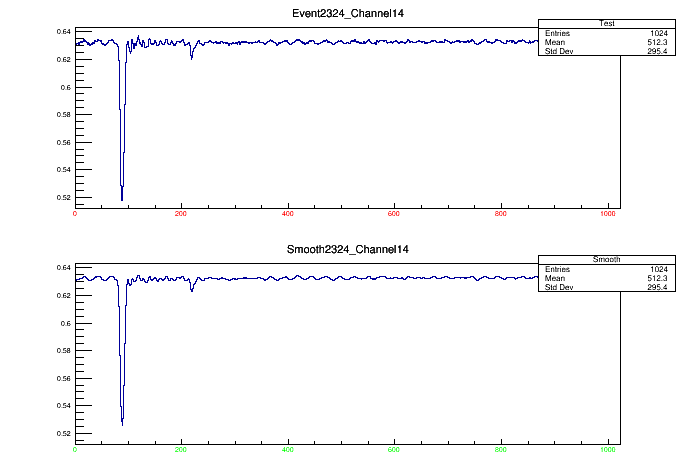 Event2324_Channel14
Test
Entries 1024
Mean 512.3
Std Dev 295.4
0.64
0.62
0.6
0.58
0.56
0.54
0.52
0 200 400 600 800 1000
Smooth2324_Channel14
Smooth
Entries 1024
Mean 512.3
Std Dev 295.4
0.64
0.62
0.6
0.58
0.56
0.54
0.52
0 200 400 600 800 1000